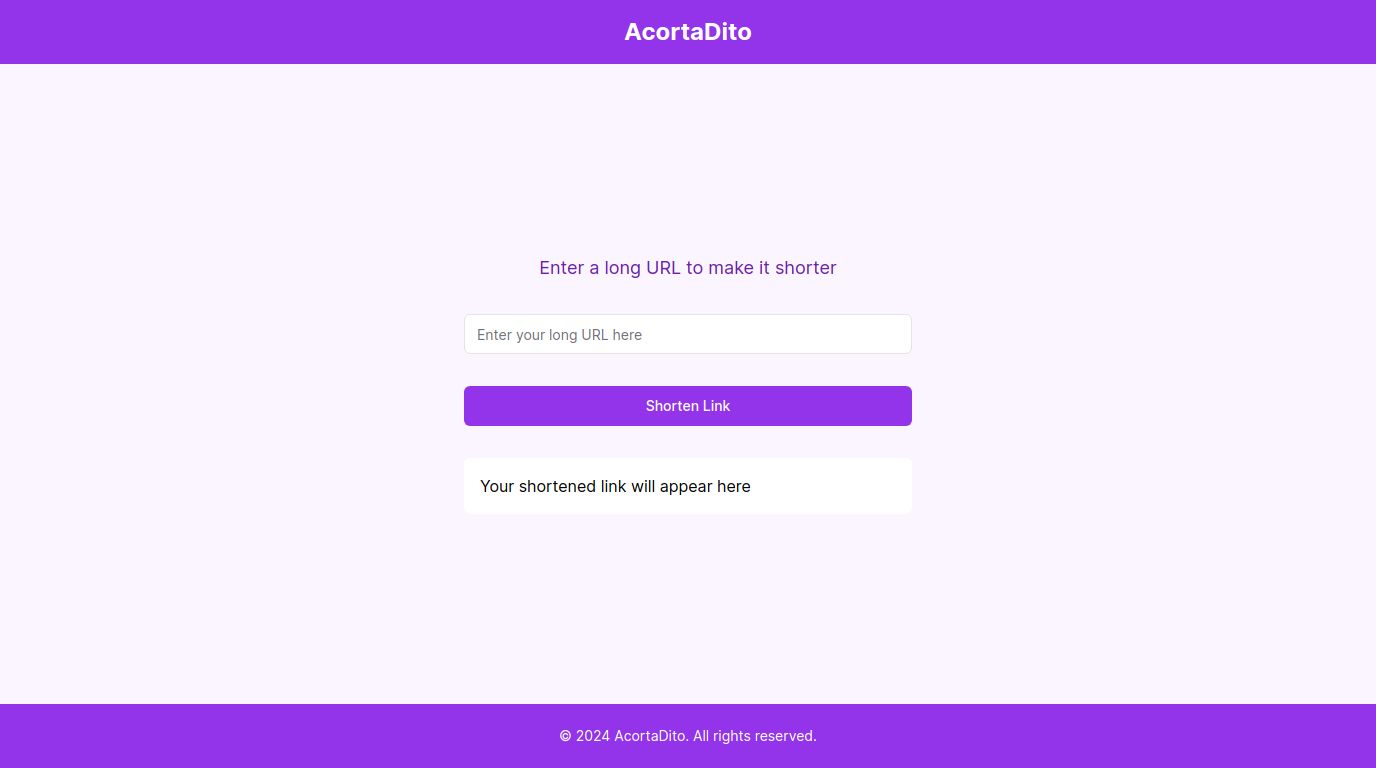 AcortaDito
Enter a long URL to make it shorter
Enter your long URL here
Shorten Link
Your shortened link will appear here
© 2024 AcortaDito. All rights reserved.